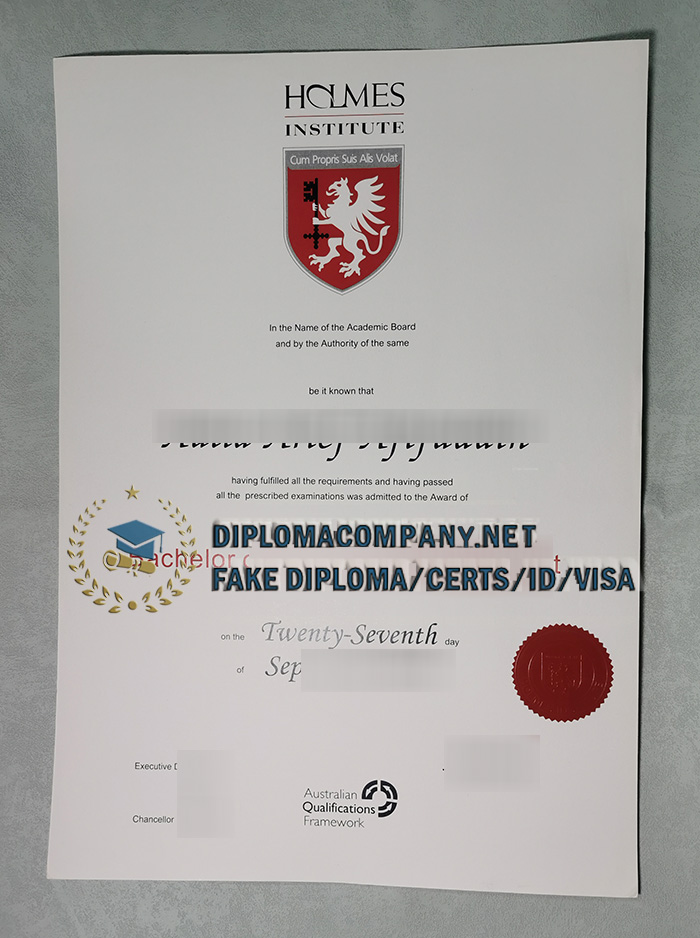 HOLMES
INSTITUTE
Cum Propris Suis Alis Volat
In the Name of the Academic Board
and by the Authority of the same
be it known that
having fulfilled all the requirements and having passed
all the prescribed examinations was admitted to the Award of
DIPLOMACOMPANY.NET
Bachelor
FAKE DIPLOMA/CERTS/ID/VISA
on the Twenty-Seventh day
of Sep
Executive D
Chancellor
Australian
Qualifications
Framework